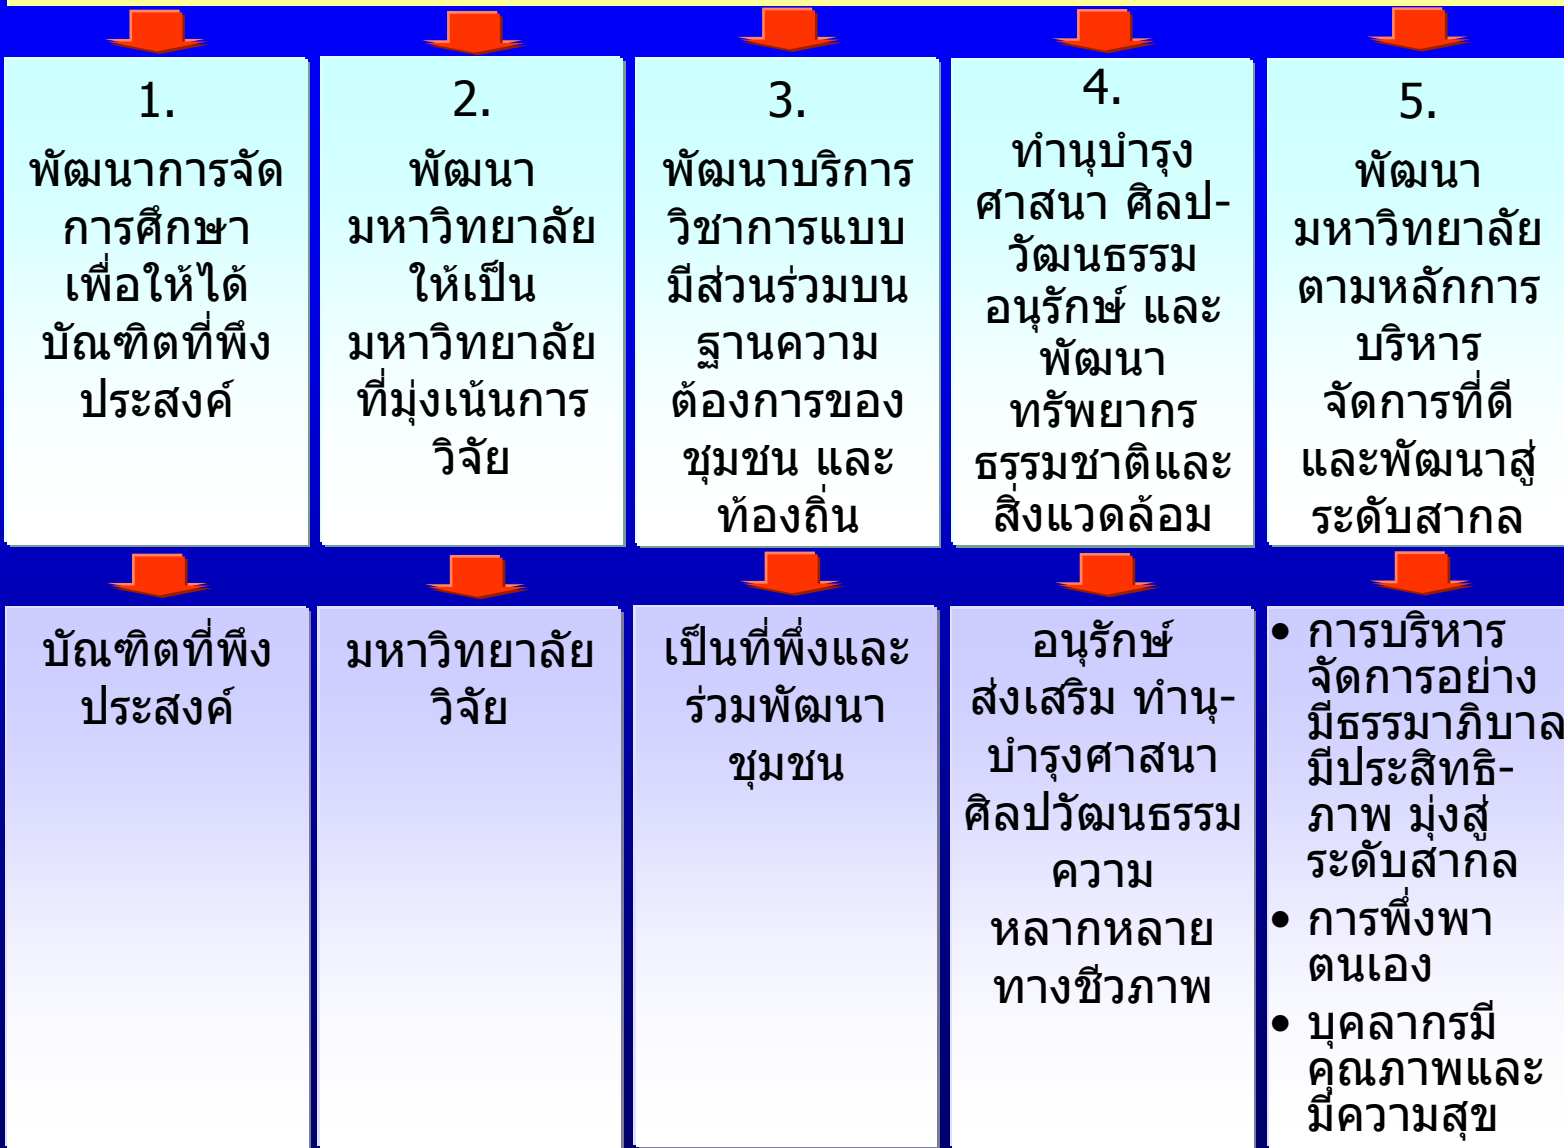 1.
พัฒนาการจัด
การศึกษา
เพื่อให้ได้
บัณฑิตที่พึง
ประสงค์
2.
พัฒนา
มหาวิทยาลัย
ให้เป็น
มหาวิทยาลัย
ที่มุ่งเน้นการ
วิจัย
3.
พัฒนาบริการ
วิชาการแบบ
มีส่วนร่วมบน
ฐานความ
ต้องการของ
ชุมชน และ
ท้องถิ่น
4.
ทำนุบำรุง
ศาสนา ศิลป-
วัฒนธรรม
อนุรักษ์ และ
พัฒนา
ทรัพยากร
ธรรมชาติและ
สิ่งแวดล้อม
5.
พัฒนา
มหาวิทยาลัย
ตามหลักการ
บริหาร
จัดการที่ดี
และพัฒนาสู่
ระดับสากล
บัณฑิตที่พึง
ประสงค์
มหาวิทยาลัย
วิจัย
เป็นที่พึ่งและ
ร่วมพัฒนา
ชุมชน
อนุรักษ์
ส่งเสริม ทำนุ-
บำรุงศาสนา
ศิลปวัฒนธรรม
ความ
หลากหลาย
ทางชีวภาพ
• การบริหาร
จัดการอย่าง
มีธรรมาภิบาล
มีประสิทธิ-
ภาพ มุ่งสู่
ระดับสากล
• การพึ่งพา
ตนเอง
• บุคลากรมี
คุณภาพและ
มีความสุข